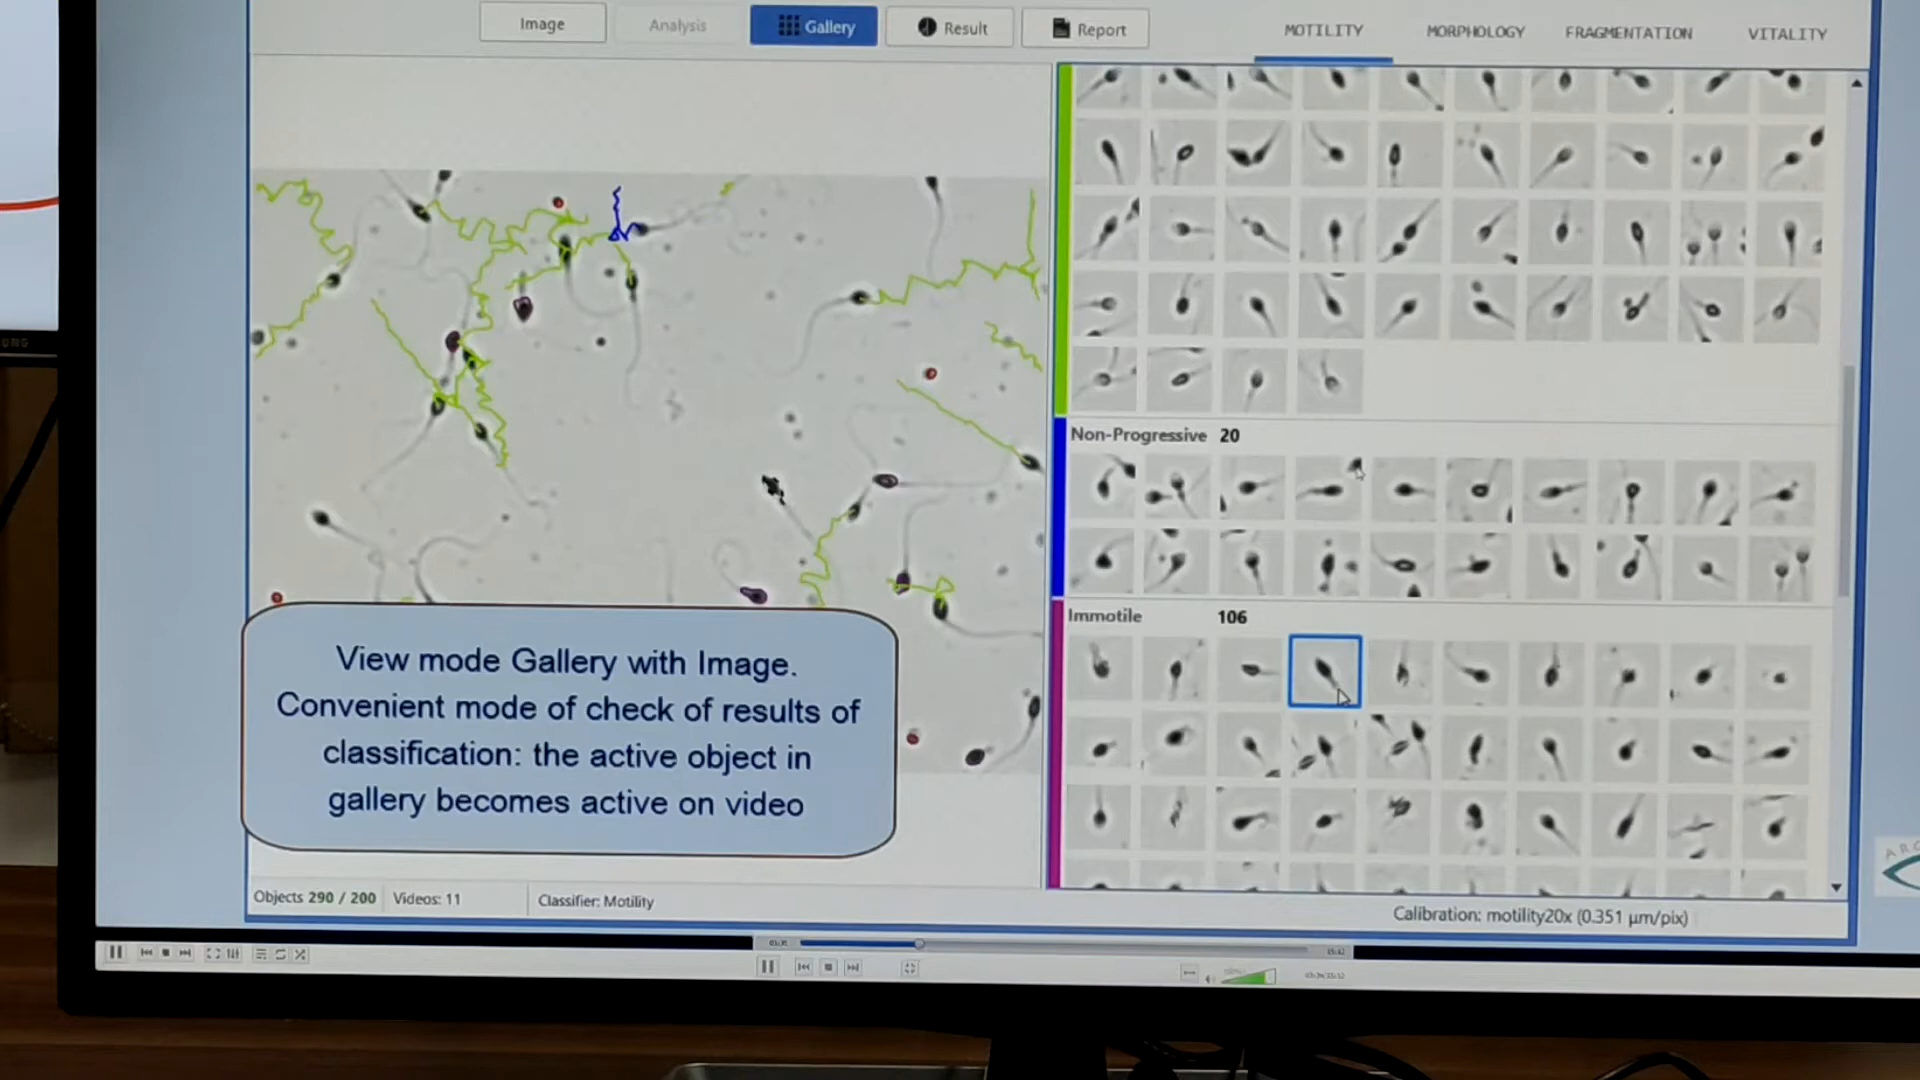 Image
Analysis
Gallery
Result
Report
MOTILITY
MORPHOLOGY
FRAGMENTATION
VITALITY
Non-Progressive 20
Immotile 106
View mode Gallery with Image.
Convenient mode of check of results of
classification: the active object in
gallery becomes active on video
Objects 290 / 200
Videos: 11
Classifier: Motility
Calibration: motility20x (0.351 µm/pix)